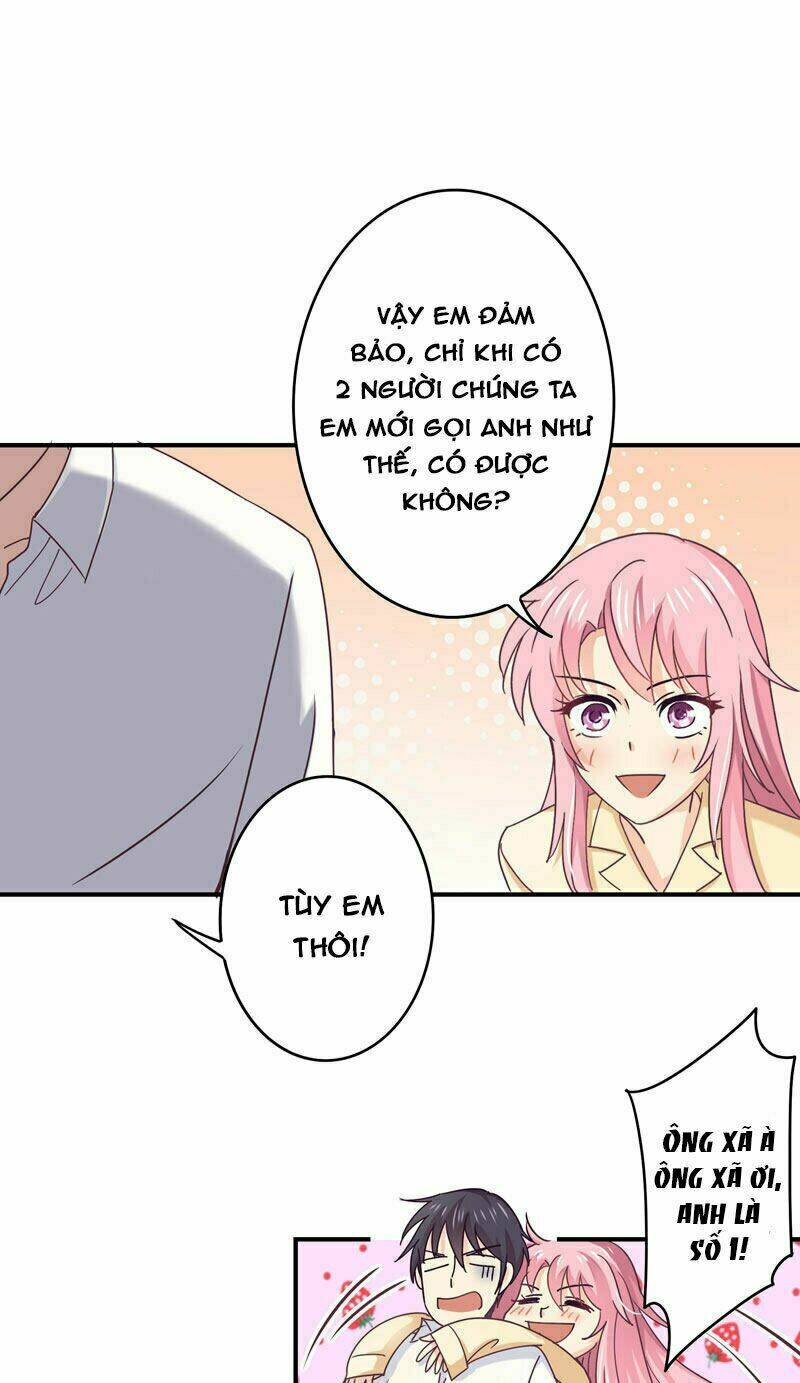 VẬY EM ĐẢM
BẢO, CHỈ KHI CÓ
2 NGƯỜI CHÚNG TA
EM MỚI GỌI ANH NHƯ
THẾ, CÓ ĐƯỢC
KHÔNG?
TÙY EM
THÔI!
ÔNG XÃ À
ÔNG XÃ ƠI,
ANH LÀ
SỐ 1!